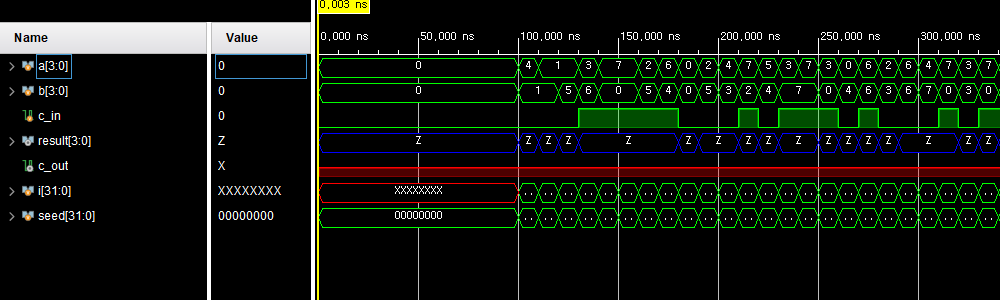 0,003 ns
Name Value 0,000 ns 50,000 ns 100,000 ns 150,000 ns 200,000 ns 250,000 ns 300,000 ns
a[3:0] 0 0 4 1 3 7 2 6 0 2 4 7 5 3 7 3 0 6 2 6 7 4 3 7
b[3:0] 0 0 1 5 6 0 5 4 0 5 3 2 4 7 0 4 6 3 6 7 0 3 0
c_in 0
result[3:0] Z Z Z Z Z Z Z Z Z Z Z Z Z Z Z Z
c_out X
i[31:0] XXXXXXXX XXXXXXXX
seed[31:0] 00000000 00000000